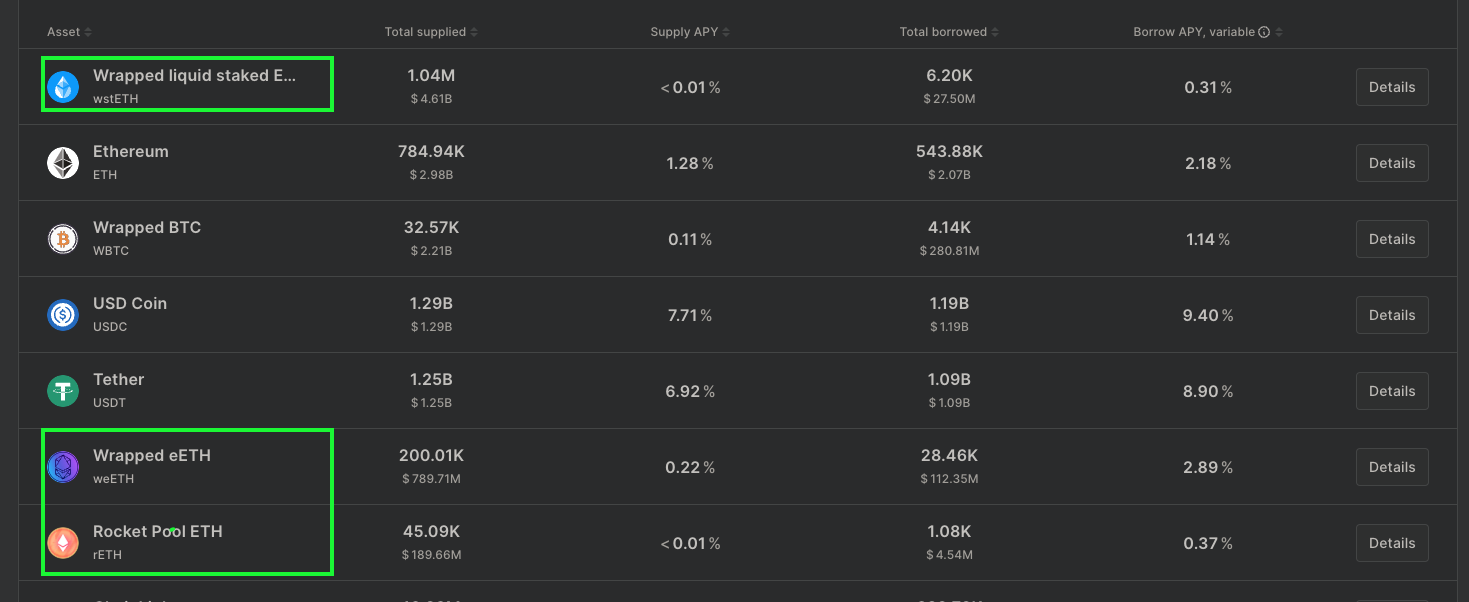 Asset Total supplied Supply APY Total borrowed Borrow APY, variable
Wrapped liquid staked E... 1.04M <0.01% 6.20K 0.31% Details
wstETH $4.61B $27.50M
Ethereum 784.94K 1.28% 543.88K 2.18% Details
ETH $2.98B $2.07B
Wrapped BTC 32.57K 0.11% 4.14K 1.14% Details
WBTC $2.21B $280.81M
USD Coin 1.29B 7.71% 1.19B 9.40% Details
USDC $1.29B $1.19B
Tether 1.25B 6.92% 1.09B 8.90% Details
USDT $1.25B $1.09B
Wrapped eETH 200.01K 0.22% 28.46K 2.89% Details
weETH $789.71M $112.35M
Rocket Pool ETH 45.09K <0.01% 1.08K 0.37% Details
rETH $189.66M $4.54M